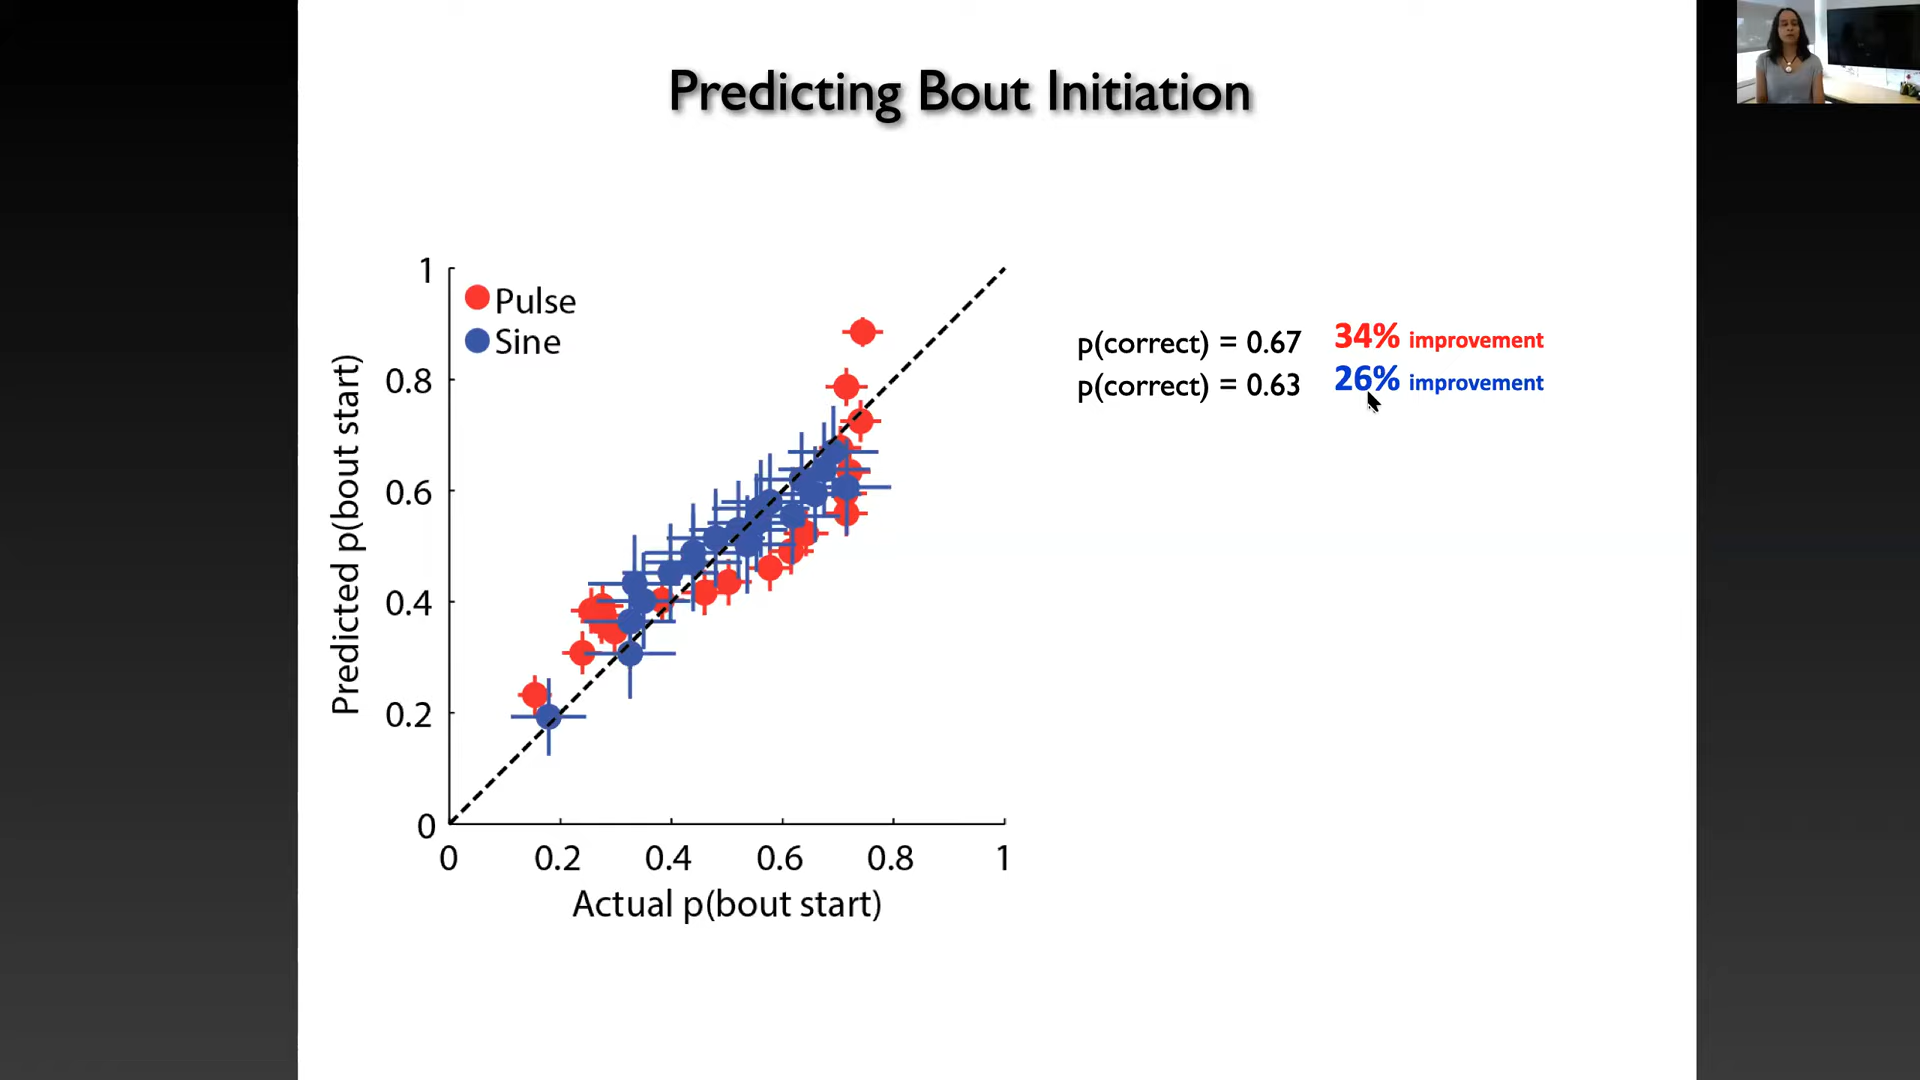 Predicting Bout Initiation
Pulse
Sine
p(correct) = 0.67 34% improvement
p(correct) = 0.63 26% improvement
Predicted p(bout start)
1
0.8
0.6
0.4
0.2
0
0 0.2 0.4 0.6 0.8 1
Actual p(bout start)